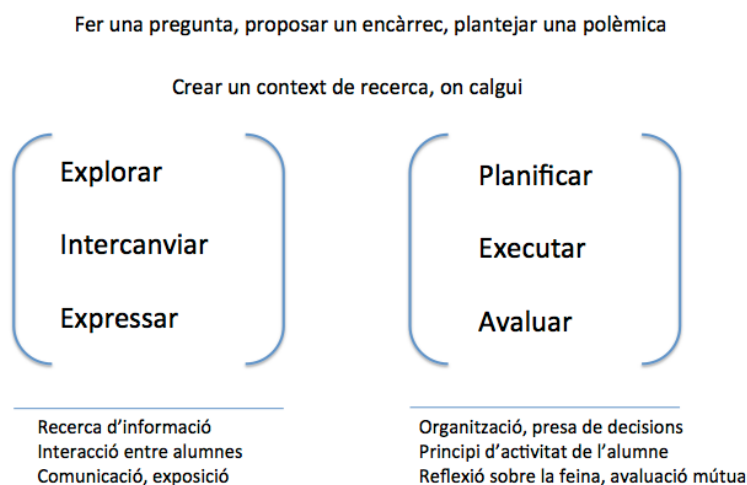 Fer una pregunta, proposar un encàrrec, plantejar una polèmica
Crear un context de recerca, on calgui
Explorar
Intercanviar
Expressar
Planificar
Executar
Avaluar
Recerca d'informació
Interacció entre alumnes
Comunicació, exposició
Organització, presa de decisions
Principi d'activitat de l'alumne
Reflexió sobre la feina, avaluació mútua